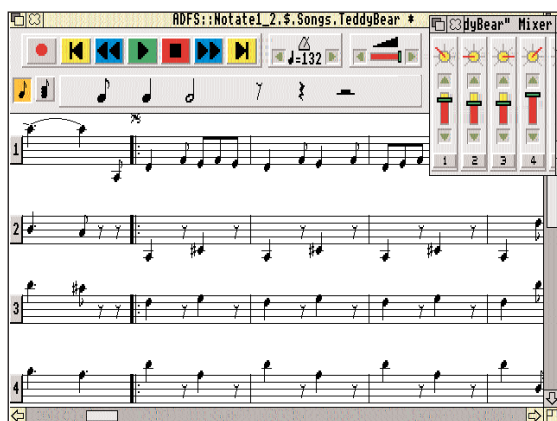 ADFS::Notate1_2.$.Songs.TeddyBear *
dyBear" Mixer
=132
1
2
3
4
1 2 3 4